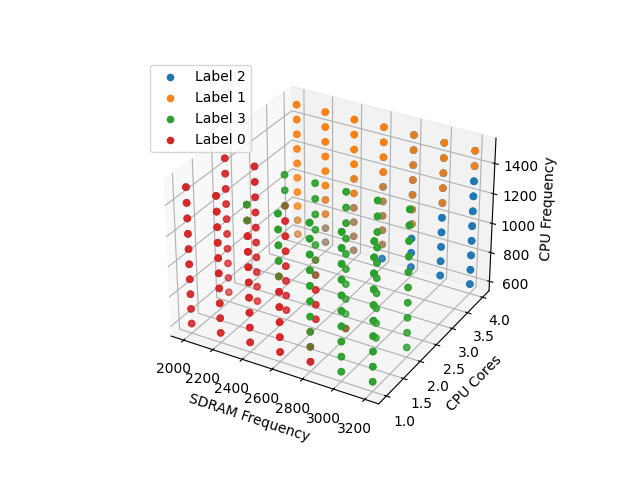 Label 2
Label 1
Label 3
Label 0
1400
1200
1000
800
600
CPU Frequency
4.0
3.5
3.0
2.5
2.0
1.5
1.0
CPU Cores
2000
2200
2400
2600
2800
3000
3200
SDRAM Frequency